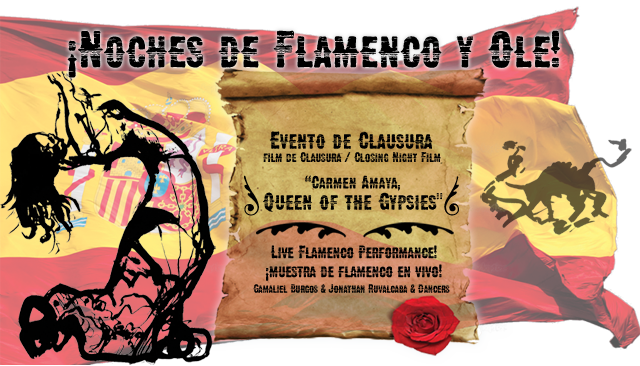 ¡Noches de Flamenco y Ole!
Evento de Clausura
film de Clausura / Closing Night Film
"Carmen Amaya,
Queen of the Gypsies"
Live Flamenco Performance!
¡muestra de flamenco en vivo!
Gamaliel Burgos & Jonathan Ruvalcaba & Dancers